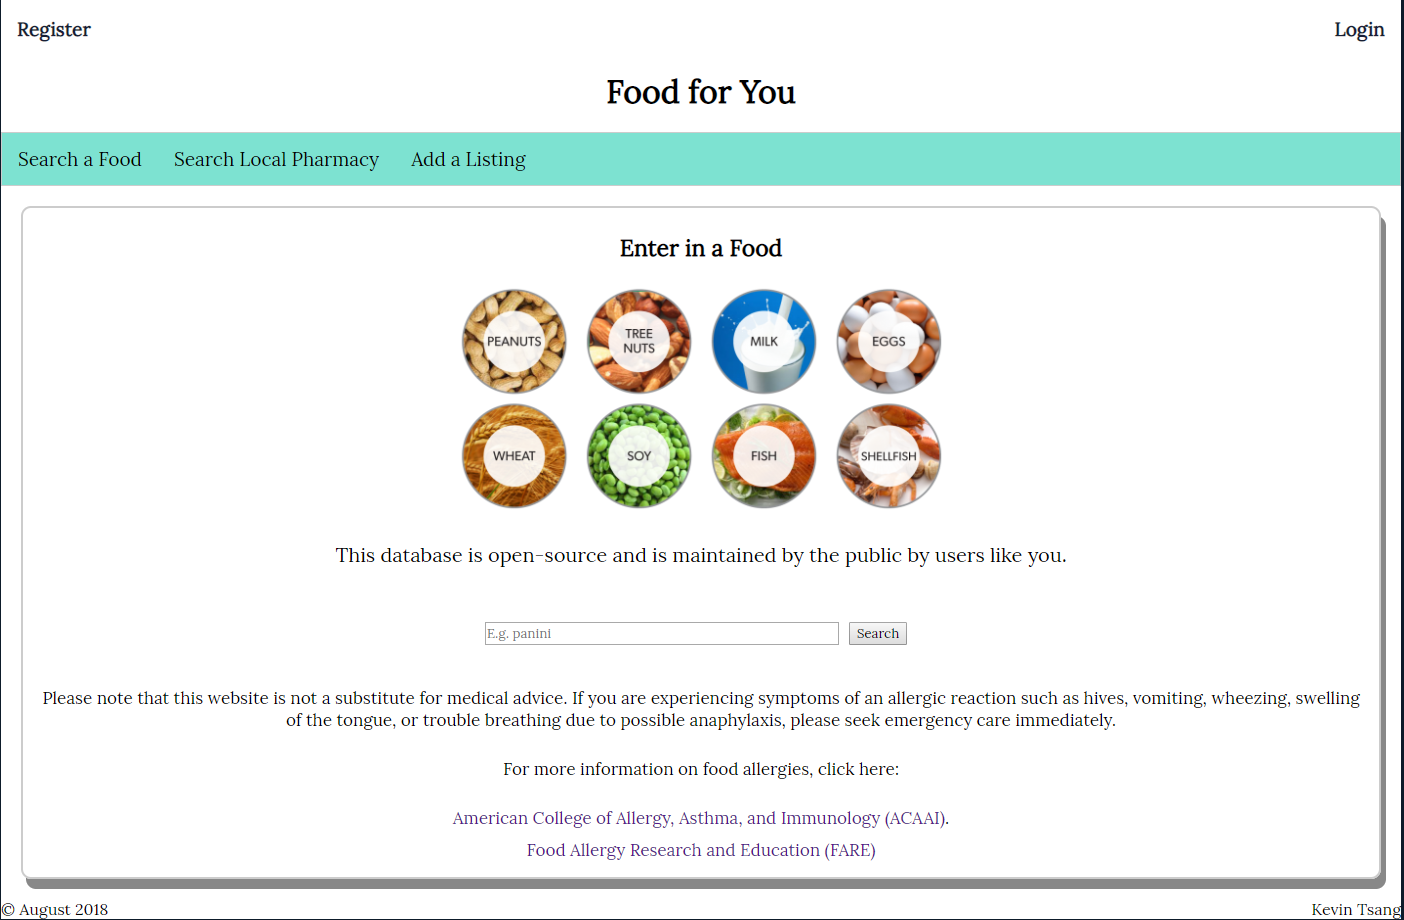 Register
Login
Food for You
Search a Food
Search Local Pharmacy
Add a Listing
Enter in a Food
PEANUTS
TREE
NUTS
MILK
EGGS
WHEAT
SOY
FISH
SHELLFISH
This database is open-source and is maintained by the public by users like you.
E.g. panini
Search
Please note that this website is not a substitute for medical advice. If you are experiencing symptoms of an allergic reaction such as hives, vomiting, wheezing, swelling
of the tongue, or trouble breathing due to possible anaphylaxis, please seek emergency care immediately.
For more information on food allergies, click here:
American College of Allergy, Asthma, and Immunology (ACAAI).
Food Allergy Research and Education (FARE)
© August 2018
Kevin Tsang